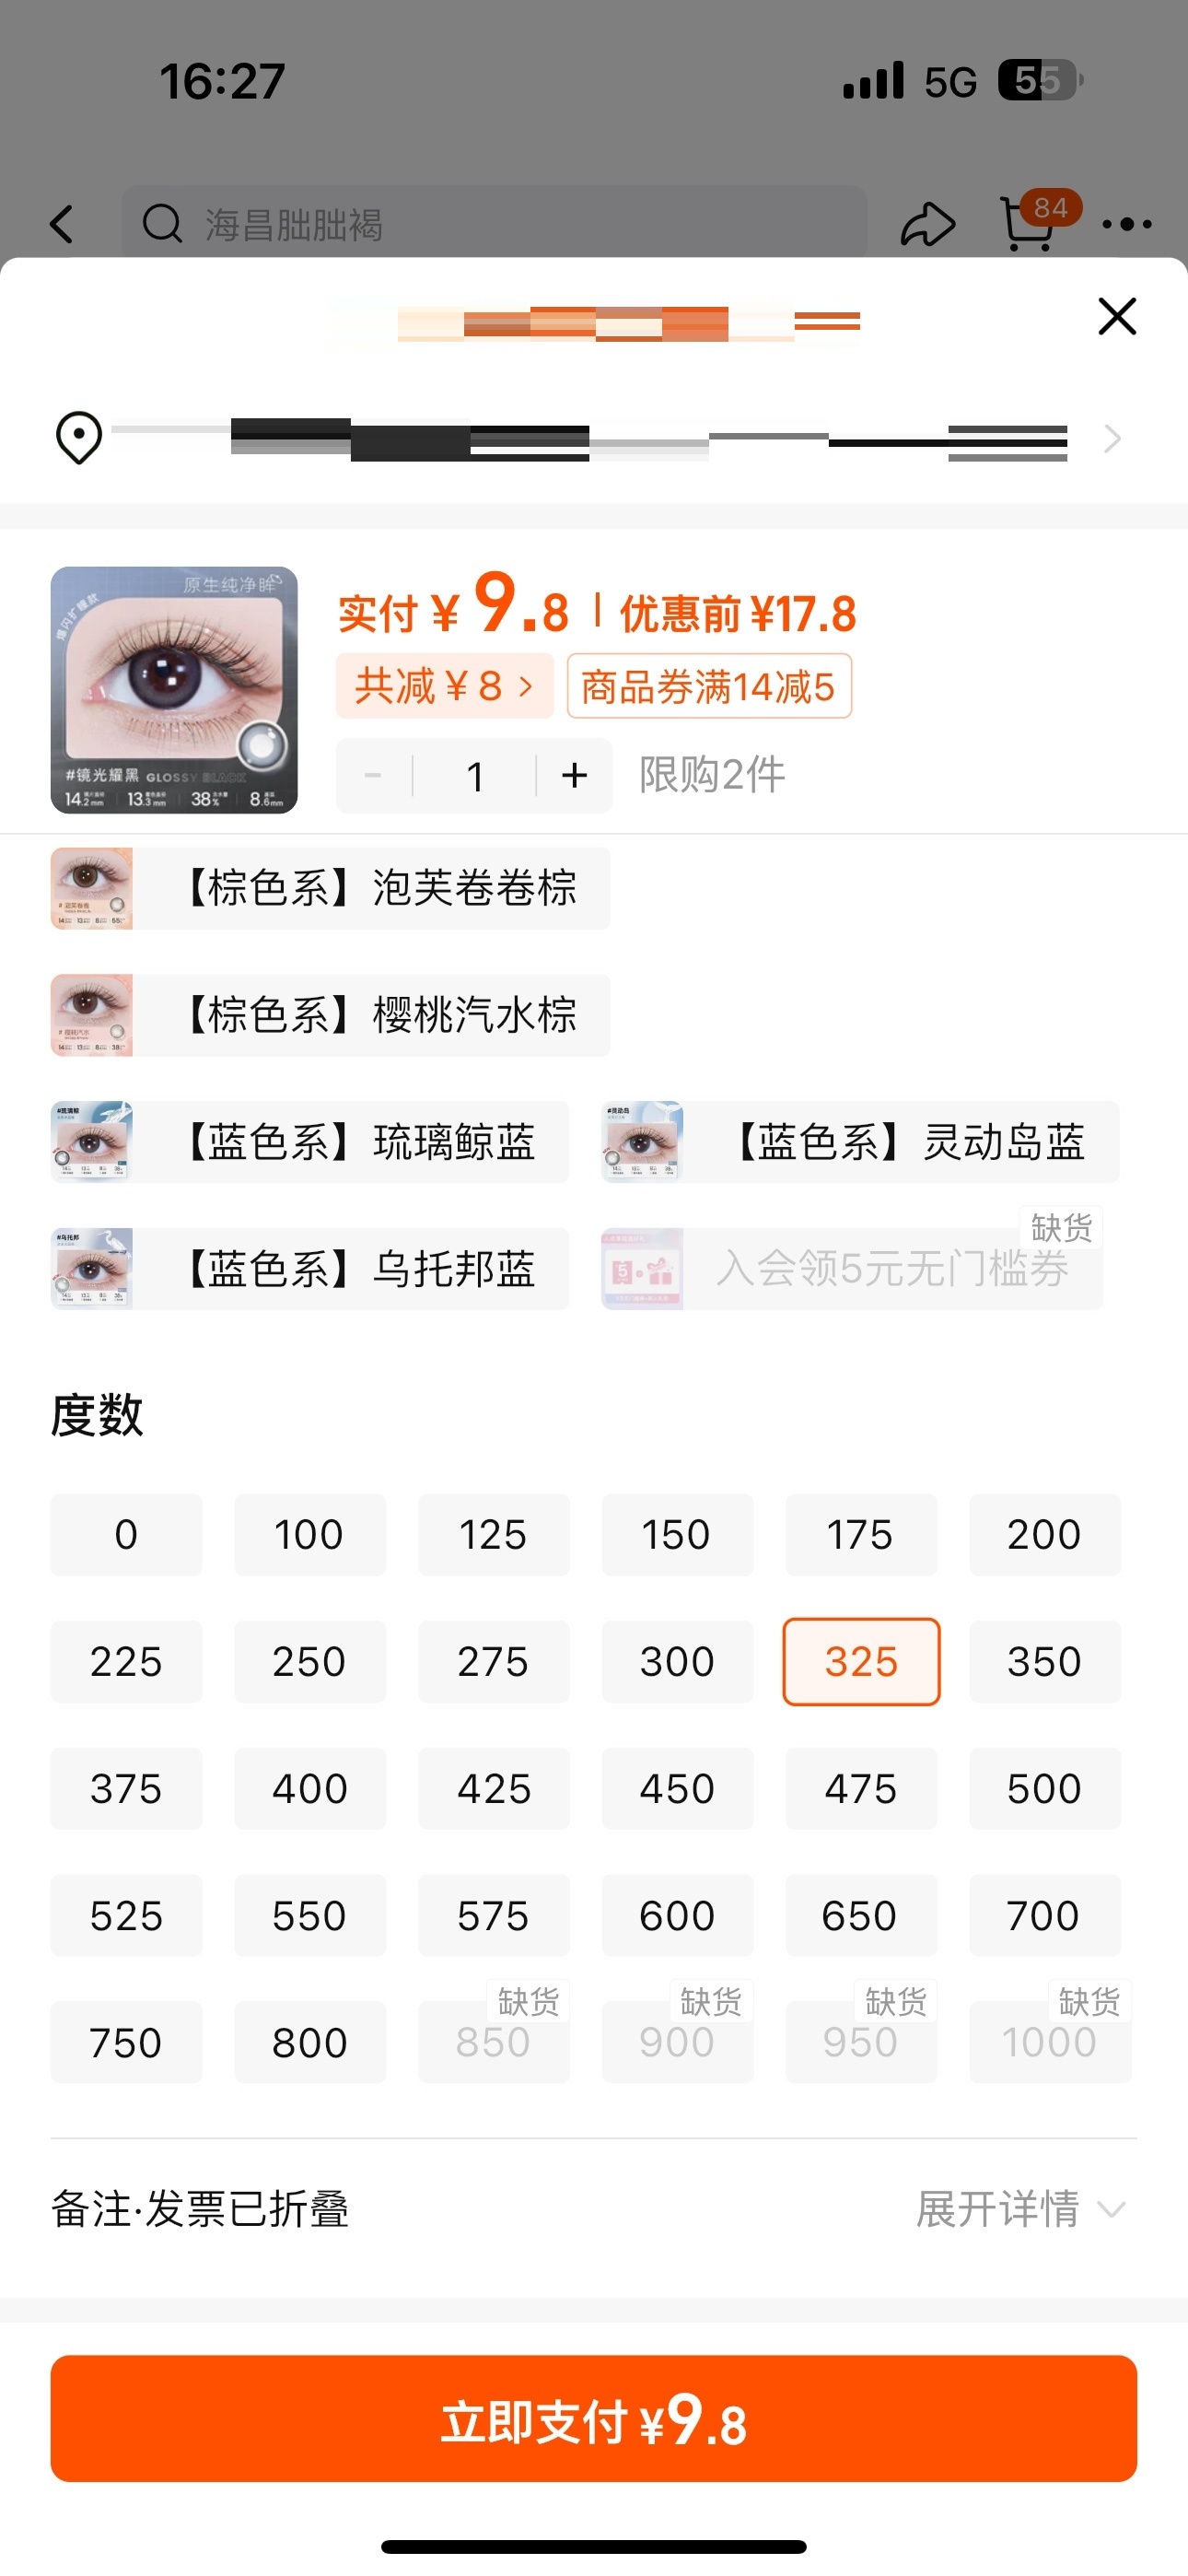 16:27
5G 55
海昌朏朏褐
84
原生纯净眸
爆闪扩瞳款
#镜光耀黑 GLOSSY BLACK
14.2mm 13.3mm 38% 8.6mm
实付 ¥ 9.8 | 优惠前 ¥17.8
共减 ¥ 8 >
商品券满14减5
- 1 + 限购2件
【棕色系】泡芙卷卷棕
【棕色系】樱桃汽水棕
【蓝色系】琉璃鲸蓝
【蓝色系】灵动岛蓝
【蓝色系】乌托邦蓝
缺货
入会领5元无门槛券
度数
0 100 125 150 175 200
225 250 275 300 325 350
375 400 425 450 475 500
525 550 575 600 650 700
缺货 缺货 缺货 缺货
750 800 850 900 950 1000
备注·发票已折叠
展开详情
立即支付 ¥9.8